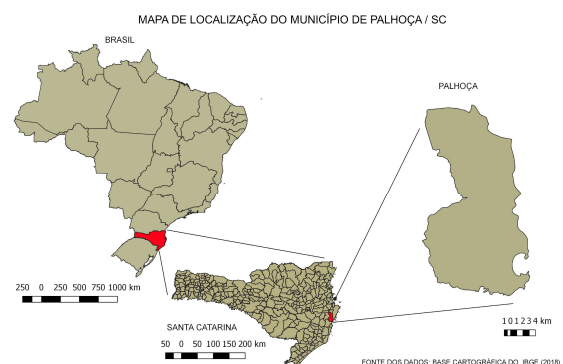 MAPA DE LOCALIZAÇÃO DO MUNICÍPIO DE PALHOÇA / SC
BRASIL
PALHOÇA
250 0 250 500 750 1000 km
SANTA CATARINA
50 0 50 100 150 200 km
1 0 1 2 3 4 km
FONTE DOS DADOS: BASE CARTOGRÁFICA DO IBGE (2018)